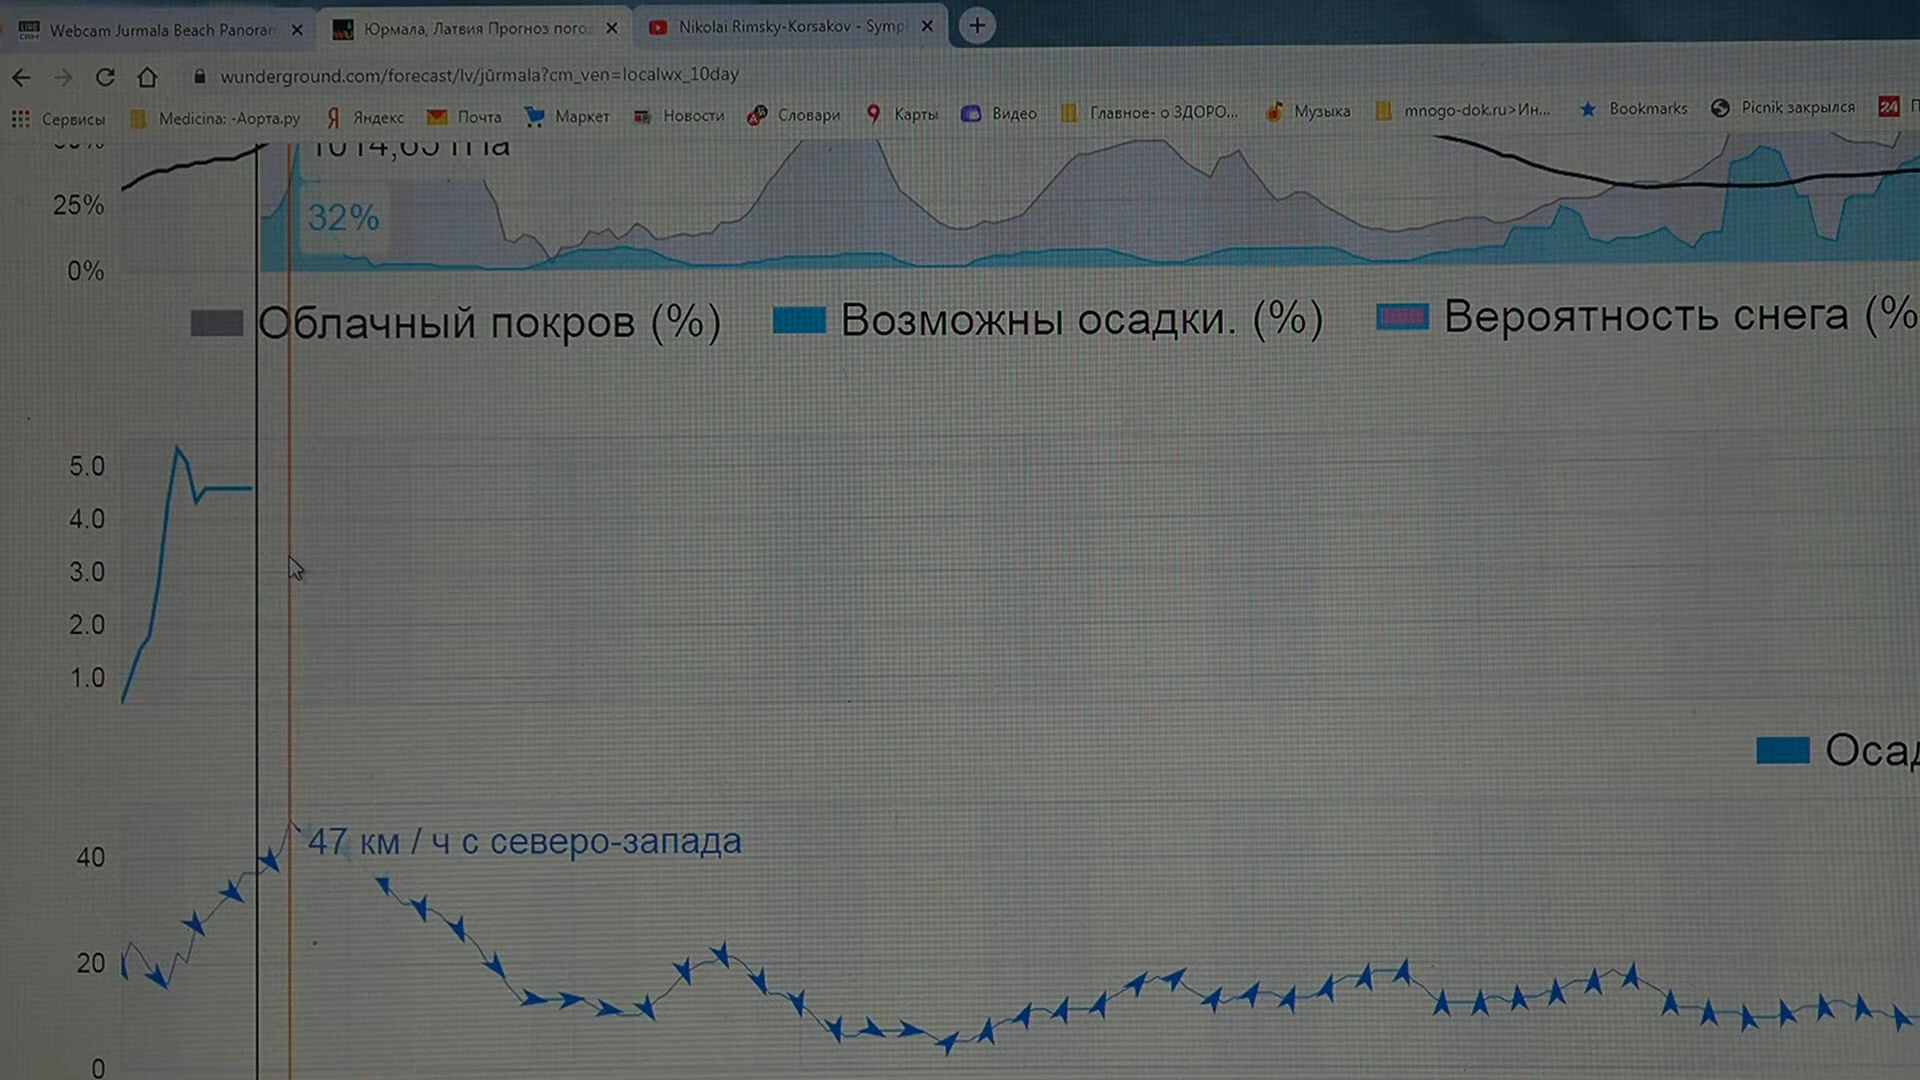 Webcam Jurmala Beach Panoran
Юрмала, Латвия Прогноз пого
Nikolai Rimsky-Korsakov - Symp
wunderground.com/forecast/lv/jūrmala?cm_ven=localwx_10day
Сервисы Medicina: -Аорта.ру Яндекс Почта Маркет Новости Словари Карты Видео Главное- о ЗДОРО... Музыка mnogo-dok.ru>Ин... Bookmarks Picnik закрылся 24
25%
32%
0%
Облачный покров (%) Возможны осадки. (%) Вероятность снега (%
5.0
4.0
3.0
2.0
1.0
Осад
47 км / ч с северо-запада
40
20
0